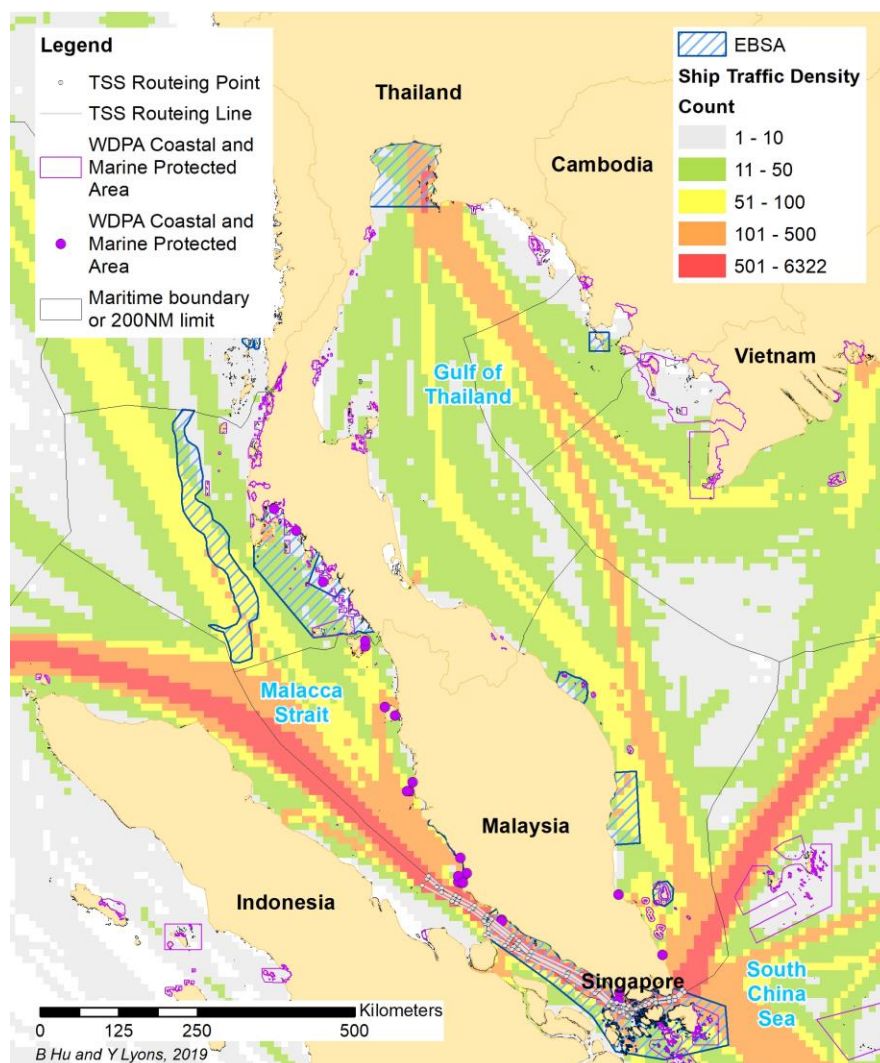 Legend
TSS Routeing Point
TSS Routeing Line
WDPA Coastal and
Marine Protected
Area
WDPA Coastal and
Marine Protected
Area
Maritime boundary
or 200NM limit
EBSA
Ship Traffic Density
Count
1 - 10
11 - 50
51 - 100
101 - 500
501 - 6322
Thailand
Cambodia
Vietnam
Gulf of
Thailand
Malacca
Strait
Malaysia
Indonesia
Singapore
South
China
Sea
Kilometers
0 125 250 500
B Hu and Y Lyons, 2019